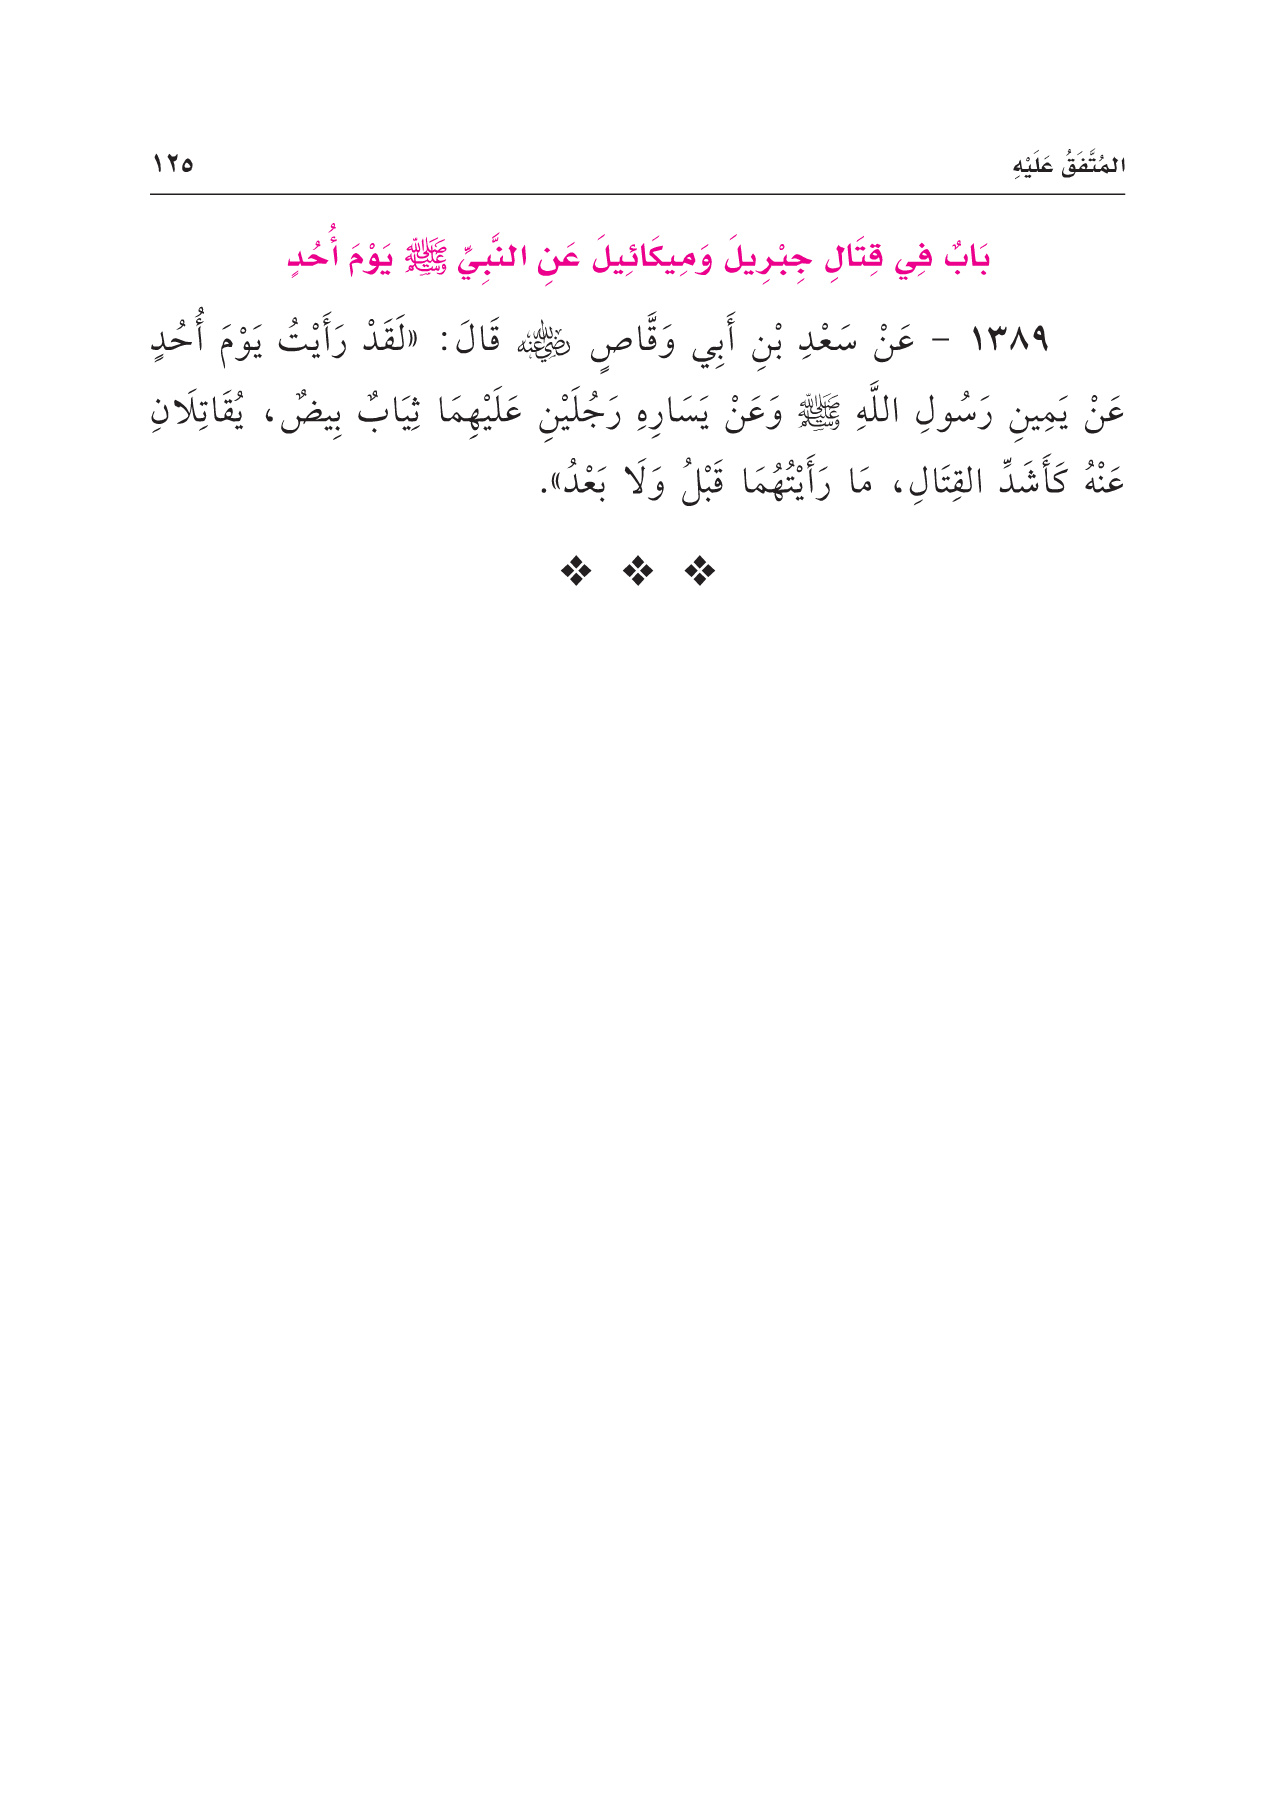 المُتَّفَقُ عَلَيْهِ ١٢٥
بَابٌ فِي قِتَالِ جِبْرِيلَ وَمِيكَائِيلَ عَنِ النَّبِيِّ ﷺ يَوْمَ أُحُدٍ
١٣٨٩ – عَنْ سَعْدِ بْنِ أَبِي وَقَّاصٍ رضي الله عنه قَالَ: «لَقَدْ رَأَيْتُ يَوْمَ أُحُدٍ
عَنْ يَمِينِ رَسُولِ اللَّهِ ﷺ وَعَنْ يَسَارِهِ رَجُلَيْنِ عَلَيْهِمَا ثِيَابٌ بِيضٌ، يُقَاتِلَانِ
عَنْهُ كَأَشَدِّ القِتَالِ، مَا رَأَيْتُهُمَا قَبْلُ وَلَا بَعْدُ».